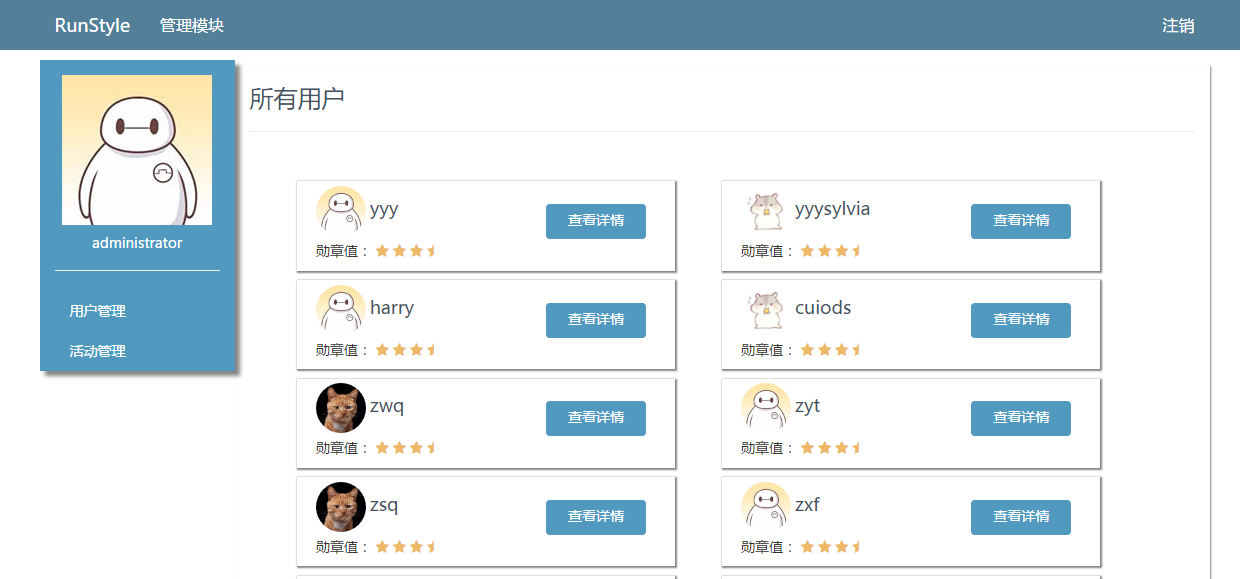 RunStyle 管理模块 注销
administrator
用户管理
活动管理
所有用户
yyy
查看详情
勋章值：
yyysylvia
查看详情
勋章值：
harry
查看详情
勋章值：
cuiods
查看详情
勋章值：
zwq
查看详情
勋章值：
zyt
查看详情
勋章值：
zsq
查看详情
勋章值：
zxf
查看详情
勋章值：